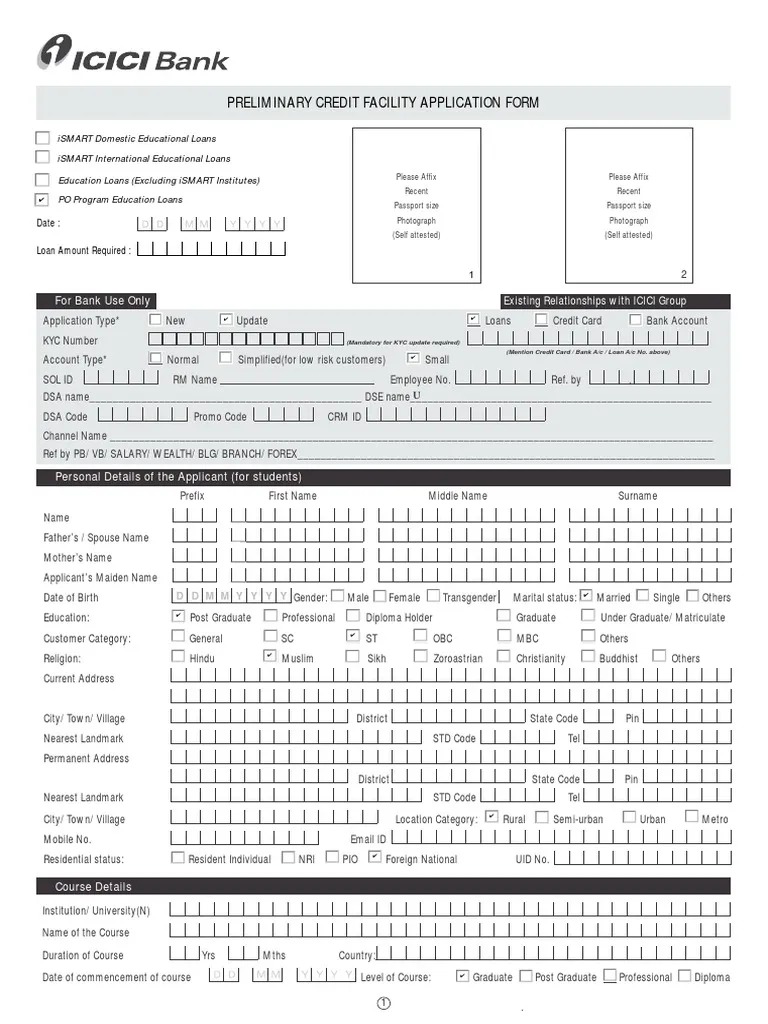 ICICI Bank
PRELIMINARY CREDIT FACILITY APPLICATION FORM
iSMART Domestic Educational Loans
iSMART International Educational Loans
Education Loans (Excluding iSMART Institutes)
✔ PO Program Education Loans
Date : D D M M Y Y Y Y
Loan Amount Required :
Please Affix
Recent
Passport size
Photograph
(Self attested)
1
Please Affix
Recent
Passport size
Photograph
(Self attested)
2
For Bank Use Only Existing Relationships with ICICI Group
Application Type* New ✔ Update ✔ Loans Credit Card Bank Account
KYC Number (Mandatory for KYC update required)
(Mention Credit Card / Bank A/c / Loan A/c No. above)
Account Type* Normal Simplified(for low risk customers) ✔ Small
SOL ID RM Name Employee No. Ref. by
DSA name DSE name U
DSA Code Promo Code CRM ID
Channel Name
Ref by PB/ VB/ SALARY/ WEALTH/ BLG/ BRANCH/ FOREX
Personal Details of the Applicant (for students)
Prefix First Name Middle Name Surname
Name
Father's / Spouse Name
Mother's Name
Applicant's Maiden Name
Date of Birth D D M M Y Y Y Y Gender: Male Female Transgender Marital status: ✔ Married Single Others
Education: ✔ Post Graduate Professional Diploma Holder Graduate Under Graduate/ Matriculate
Customer Category: General SC ✔ ST OBC MBC Others
Religion: Hindu ✔ Muslim Sikh Zoroastrian Christianity Buddhist Others
Current Address
City/ Town/ Village District State Code Pin
Nearest Landmark STD Code Tel
Permanent Address
District State Code Pin
Nearest Landmark STD Code Tel
City/ Town/ Village Location Category: ✔ Rural Semi-urban Urban Metro
Mobile No. Email ID
Residential status: Resident Individual NRI PIO ✔ Foreign National UID No.
Course Details
Institution/ University(N)
Name of the Course
Duration of Course Yrs Mths Country:
Date of commencement of course D D M M Y Y Y Y Level of Course: ✔ Graduate Post Graduate Professional Diploma
1